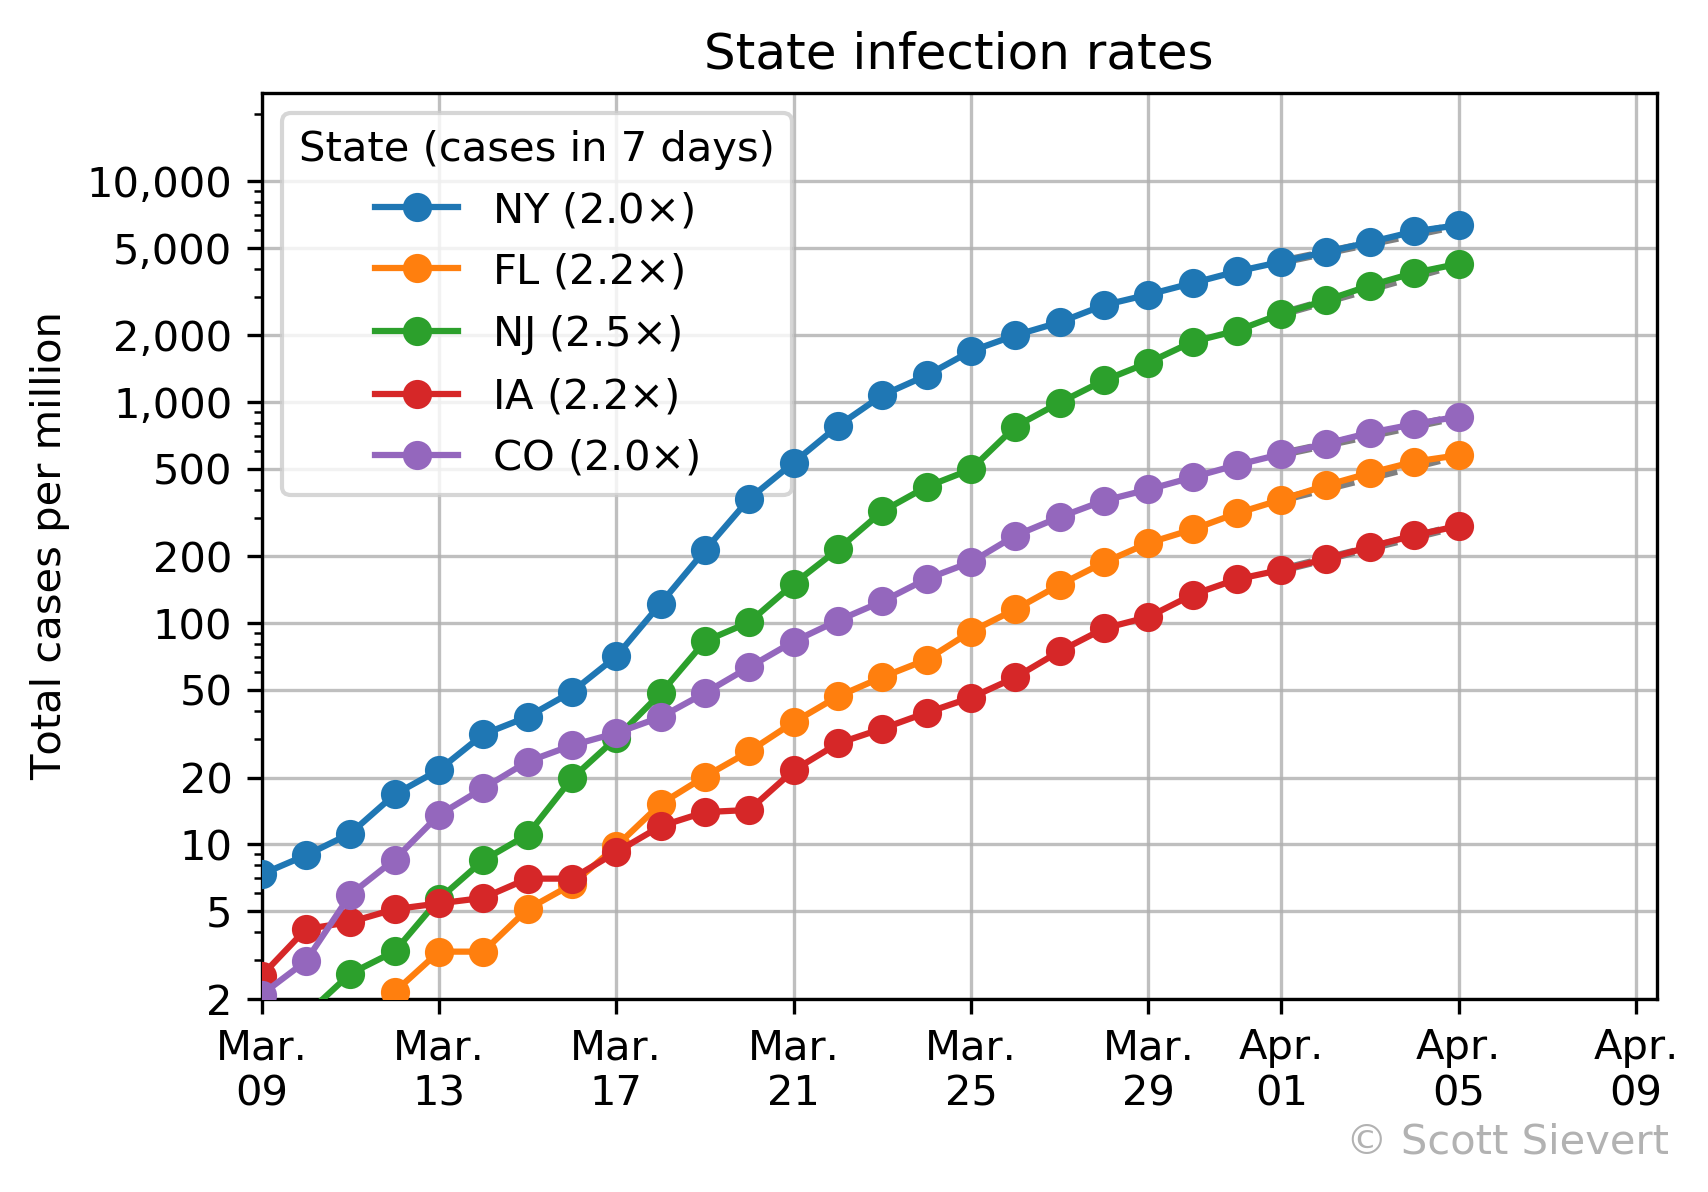 State infection rates
State (cases in 7 days)
NY (2.0×)
FL (2.2×)
NJ (2.5×)
IA (2.2×)
CO (2.0×)
Total cases per million
10,000
5,000
2,000
1,000
500
200
100
50
20
10
5
2
Mar. Mar. Mar. Mar. Mar. Mar. Apr. Apr. Apr.
09 13 17 21 25 29 01 05 09
© Scott Sievert